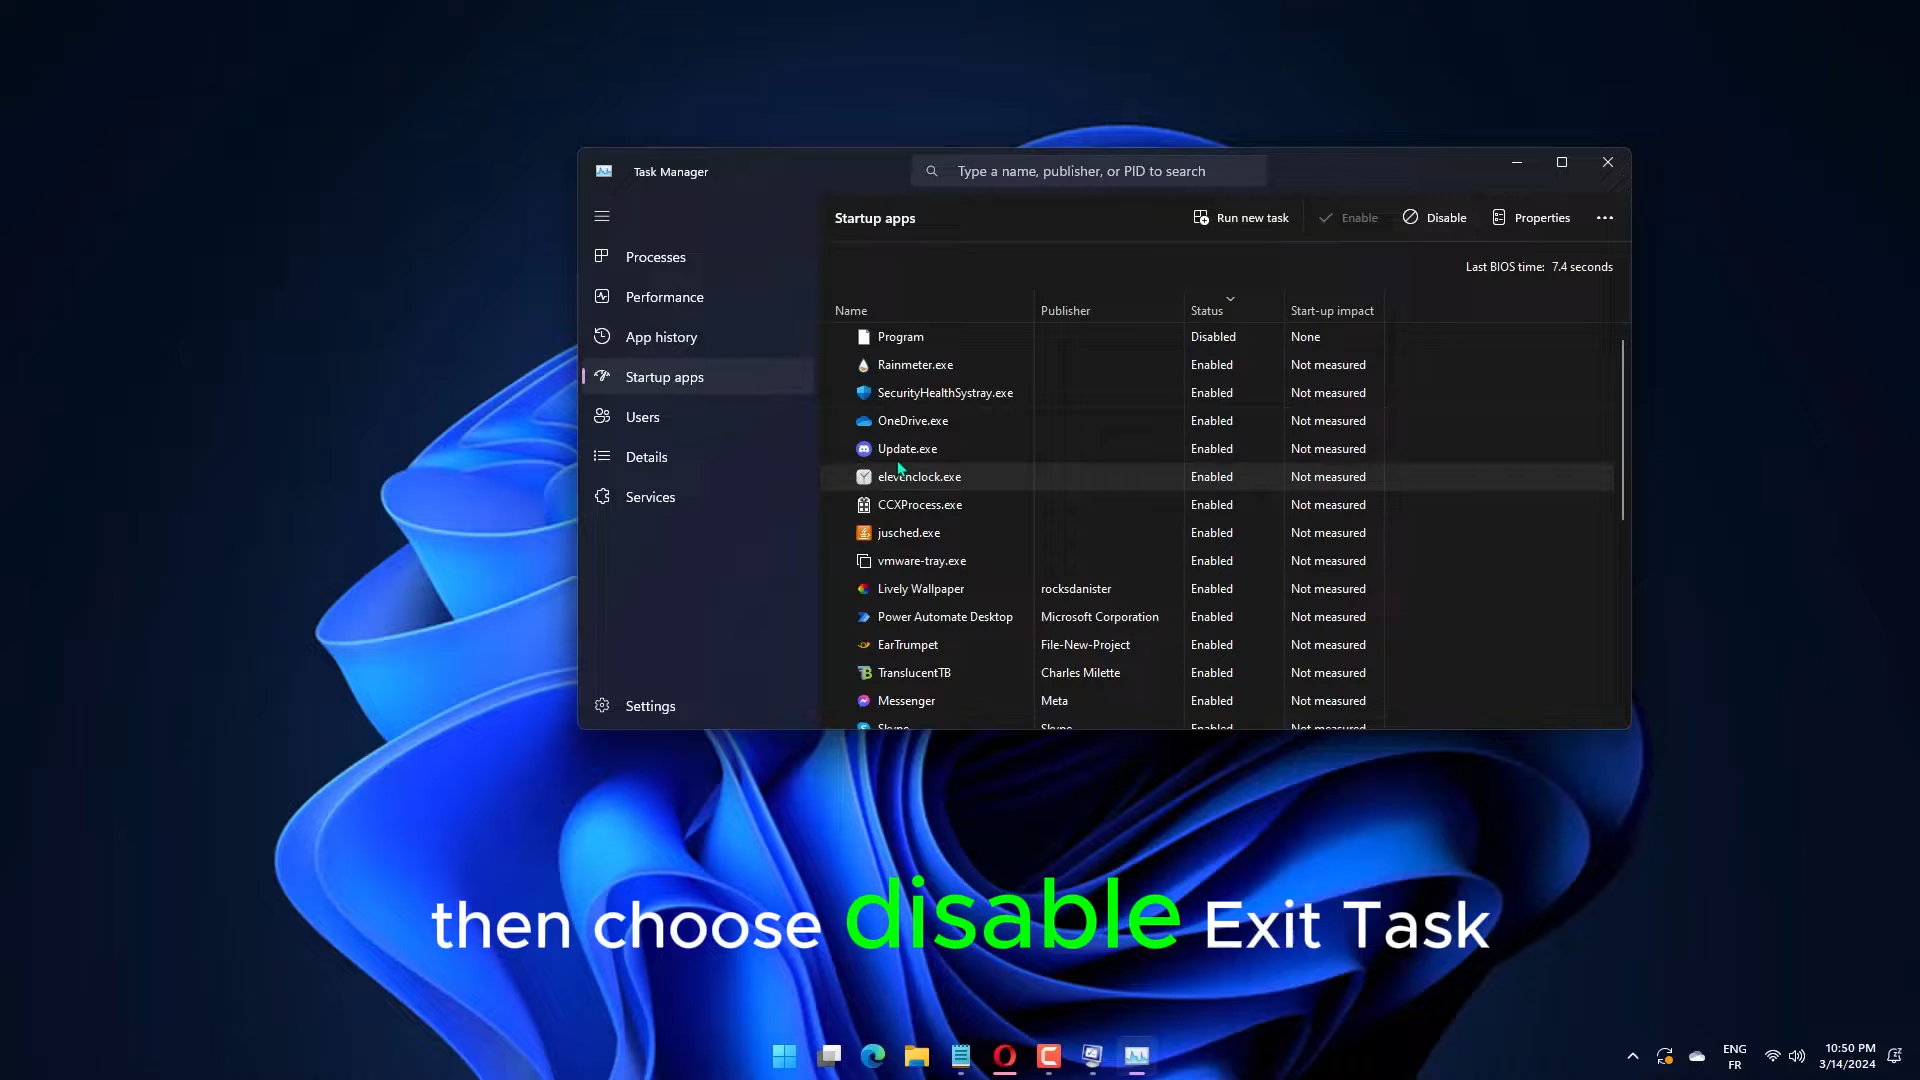 Task Manager
Type a name, publisher, or PID to search
Startup apps
Run new task
Enable
Disable
Properties
Last BIOS time: 7.4 seconds
Processes
Performance
App history
Startup apps
Users
Details
Services
Settings
Name Publisher Status Start-up impact
Program Disabled None
Rainmeter.exe Enabled Not measured
SecurityHealthSystray.exe Enabled Not measured
OneDrive.exe Enabled Not measured
Update.exe Enabled Not measured
elevenclock.exe Enabled Not measured
CCXProcess.exe Enabled Not measured
jusched.exe Enabled Not measured
vmware-tray.exe Enabled Not measured
Lively Wallpaper rocksdanister Enabled Not measured
Power Automate Desktop Microsoft Corporation Enabled Not measured
EarTrumpet File-New-Project Enabled Not measured
TranslucentTB Charles Milette Enabled Not measured
Messenger Meta Enabled Not measured
Skype Skype Enabled Not measured
then choose disable Exit Task
ENG
FR
10:50 PM
3/14/2024